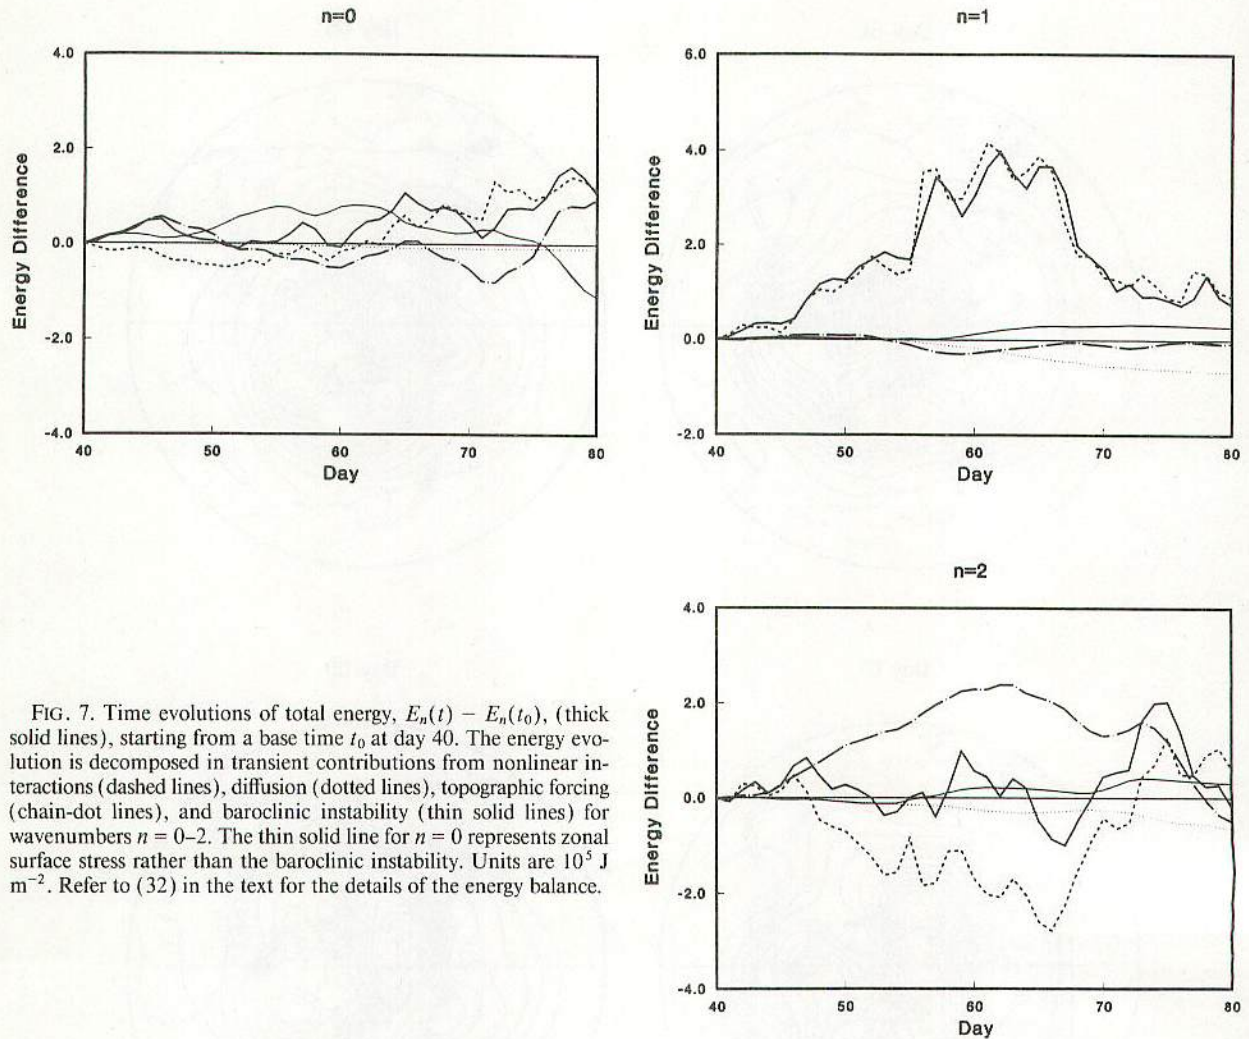 n=0
4.0
2.0
0.0
-2.0
-4.0
Energy Difference
40
50
60
70
80
Day
n=1
6.0
4.0
2.0
0.0
-2.0
Energy Difference
40
50
60
70
80
Day
n=2
4.0
2.0
0.0
-2.0
-4.0
Energy Difference
40
50
60
70
80
Day
FIG. 7. Time evolutions of total energy, Eₙ(t) − Eₙ(t₀), (thick
solid lines), starting from a base time t₀ at day 40. The energy evo-
lution is decomposed in transient contributions from nonlinear in-
teractions (dashed lines), diffusion (dotted lines), topographic forcing
(chain-dot lines), and baroclinic instability (thin solid lines) for
wavenumbers n = 0–2. The thin solid line for n = 0 represents zonal
surface stress rather than the baroclinic instability. Units are 10⁵ J
m⁻². Refer to (32) in the text for the details of the energy balance.